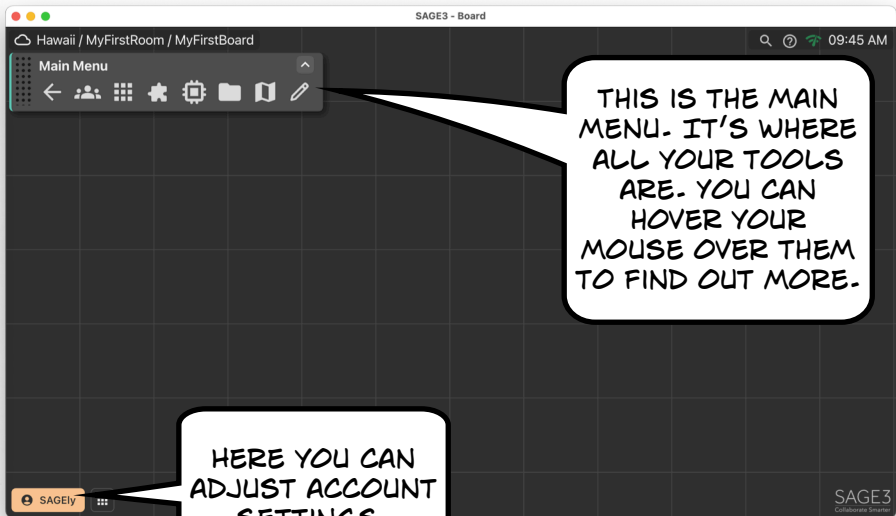 SAGE3 - Board
Hawaii / MyFirstRoom / MyFirstBoard
09:45 AM
Main Menu
THIS IS THE MAIN
MENU. IT'S WHERE
ALL YOUR TOOLS
ARE. YOU CAN
HOVER YOUR
MOUSE OVER THEM
TO FIND OUT MORE.
HERE YOU CAN
ADJUST ACCOUNT
SETTINGS
SAGEly
SAGE3
Collaborate Smarter